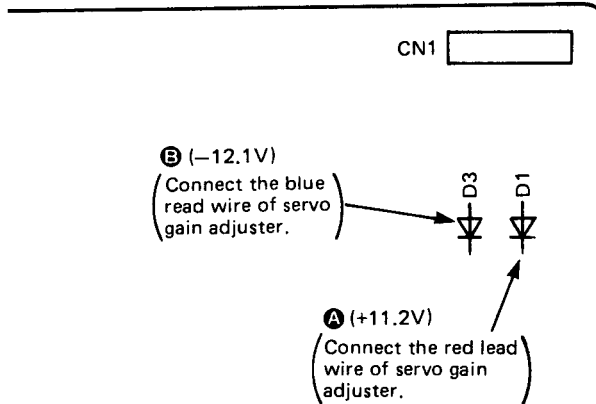 CN1
Ⓑ (−12.1V)
Connect the blue
read wire of servo
gain adjuster.
D3
D1
Ⓐ (+11.2V)
Connect the red lead
wire of servo gain
adjuster.